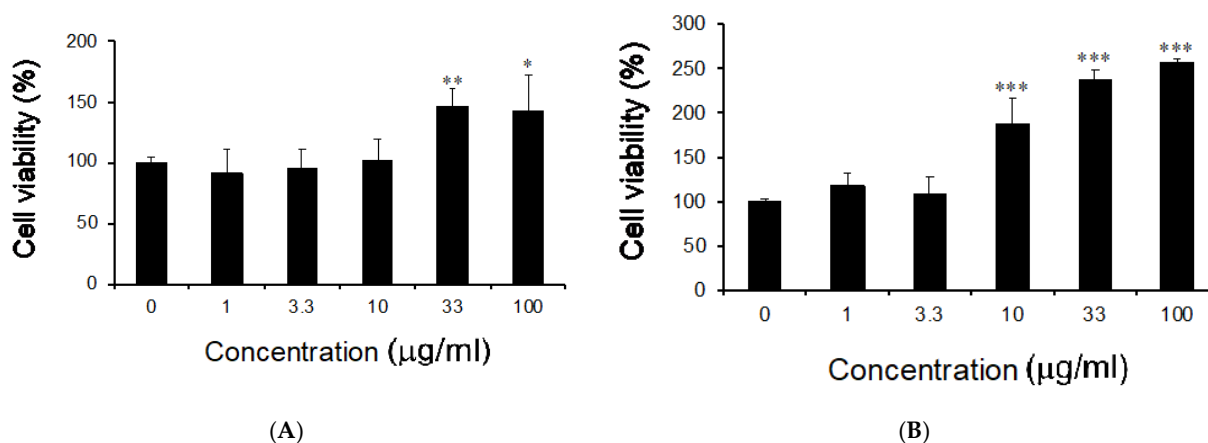 Cell viability (%)
200
150
100
50
0
** *
0 1 3.3 10 33 100
Concentration (μg/ml)
(A)
Cell viability (%)
300
250
200
150
100
50
0
*** *** ***
0 1 3.3 10 33 100
Concentration (μg/ml)
(B)